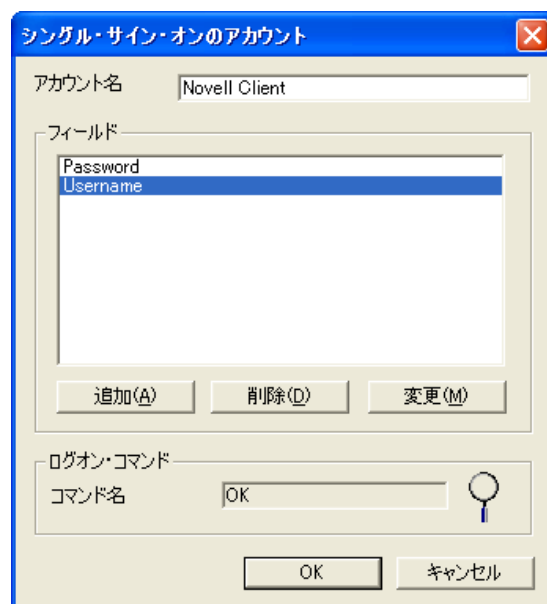 シングル・サイン・オンのアカウント
アカウント名 Novell Client
フィールド
Password
Username
追加(A) 削除(D) 変更(M)
ログオン・コマンド
コマンド名 OK
OK キャンセル